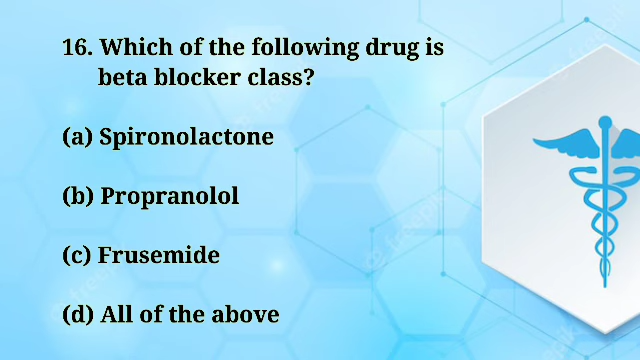 16. Which of the following drug is
beta blocker class?
(a) Spironolactone
(b) Propranolol
(c) Frusemide
(d) All of the above